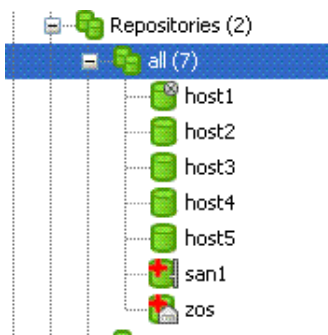 Repositories (2)
all (7)
host1
host2
host3
host4
host5
san1
zos